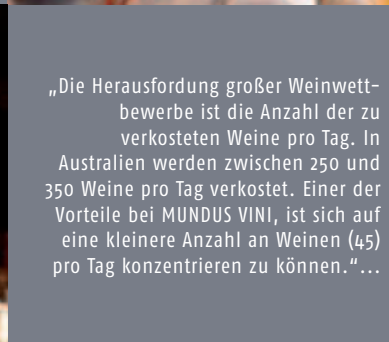 „Die Herausfordung großer Weinwett-
bewerbe ist die Anzahl der zu
verkosteten Weine pro Tag. In
Australien werden zwischen 250 und
350 Weine pro Tag verkostet. Einer der
Vorteile bei MUNDUS VINI, ist sich auf
eine kleinere Anzahl an Weinen (45)
pro Tag konzentrieren zu können.“...